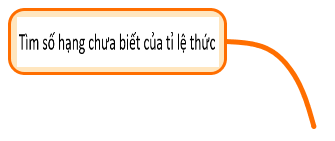 Tìm số hạng chưa biết của tỉ lệ thức